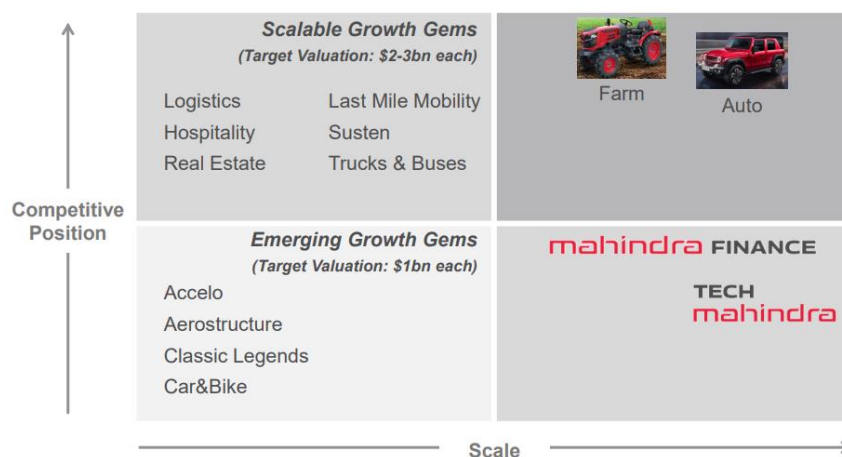 Scalable Growth Gems
(Target Valuation: $2-3bn each)
Logistics
Last Mile Mobility
Hospitality
Susten
Real Estate
Trucks & Buses
Farm
Auto
Competitive
Position
Emerging Growth Gems
(Target Valuation: $1bn each)
Accelo
Aerostructure
Classic Legends
Car&Bike
mahindra FINANCE
TECH
mahindra
Scale